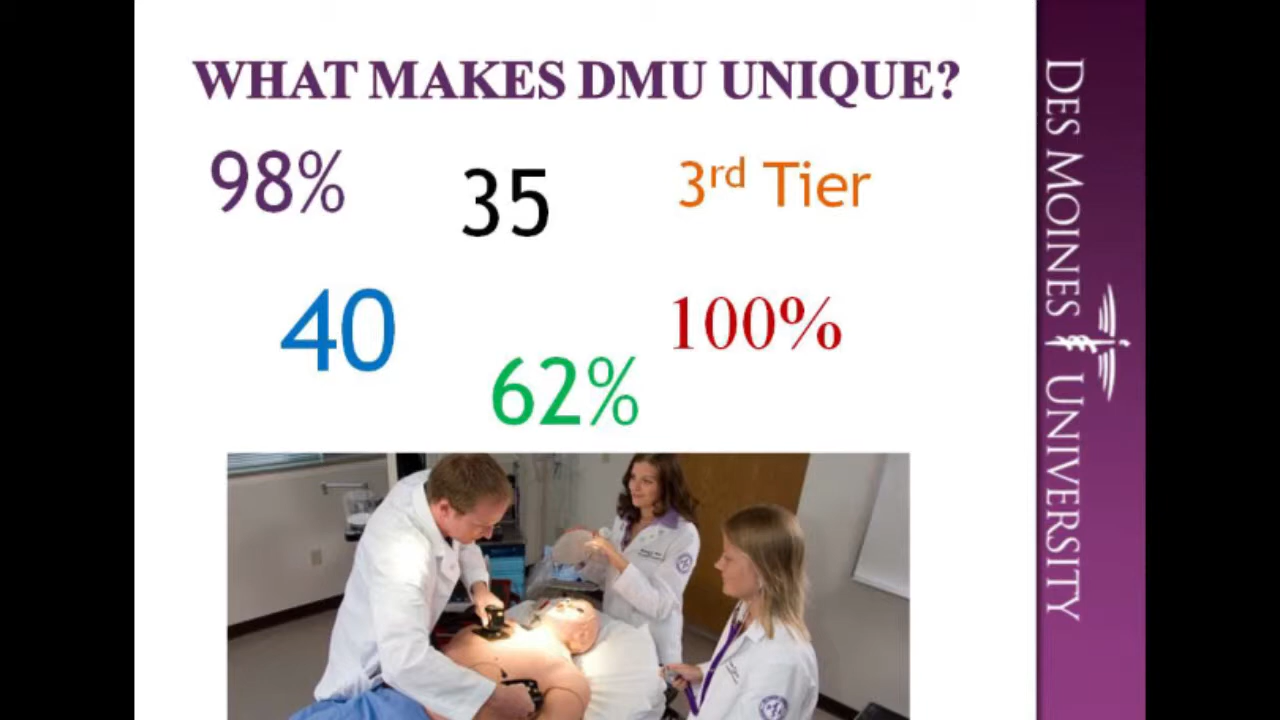 WHAT MAKES DMU UNIQUE?
98%
35
3rd Tier
40
100%
62%
DES MOINES UNIVERSITY